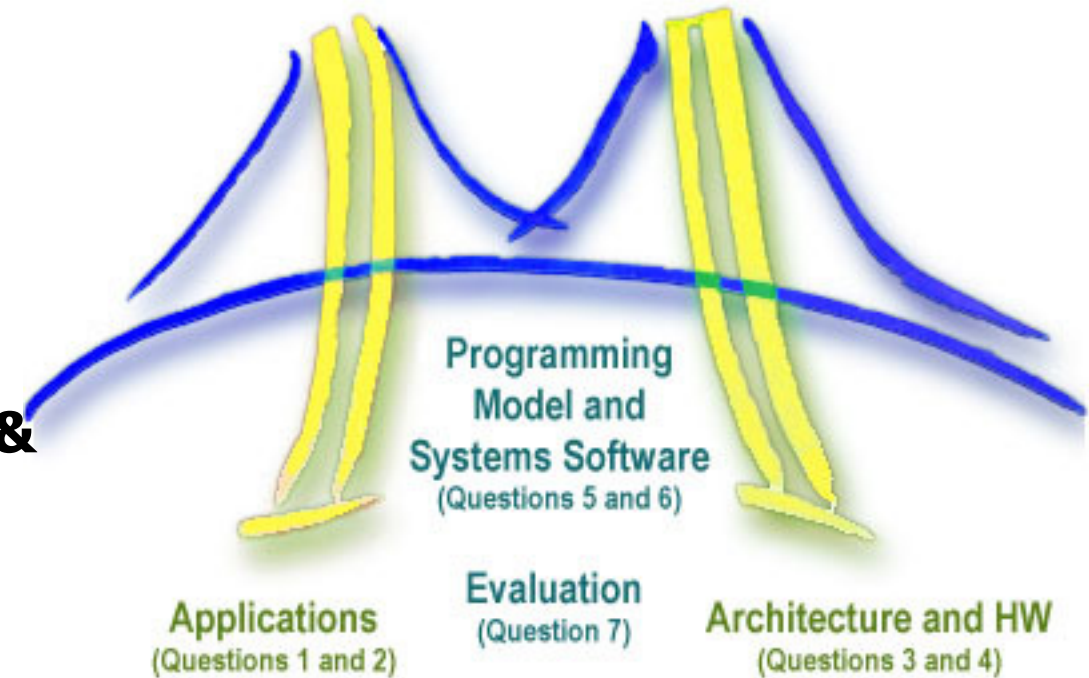 &
Programming
Model and
Systems Software
(Questions 5 and 6)
Evaluation
(Question 7)
Applications
(Questions 1 and 2)
Architecture and HW
(Questions 3 and 4)